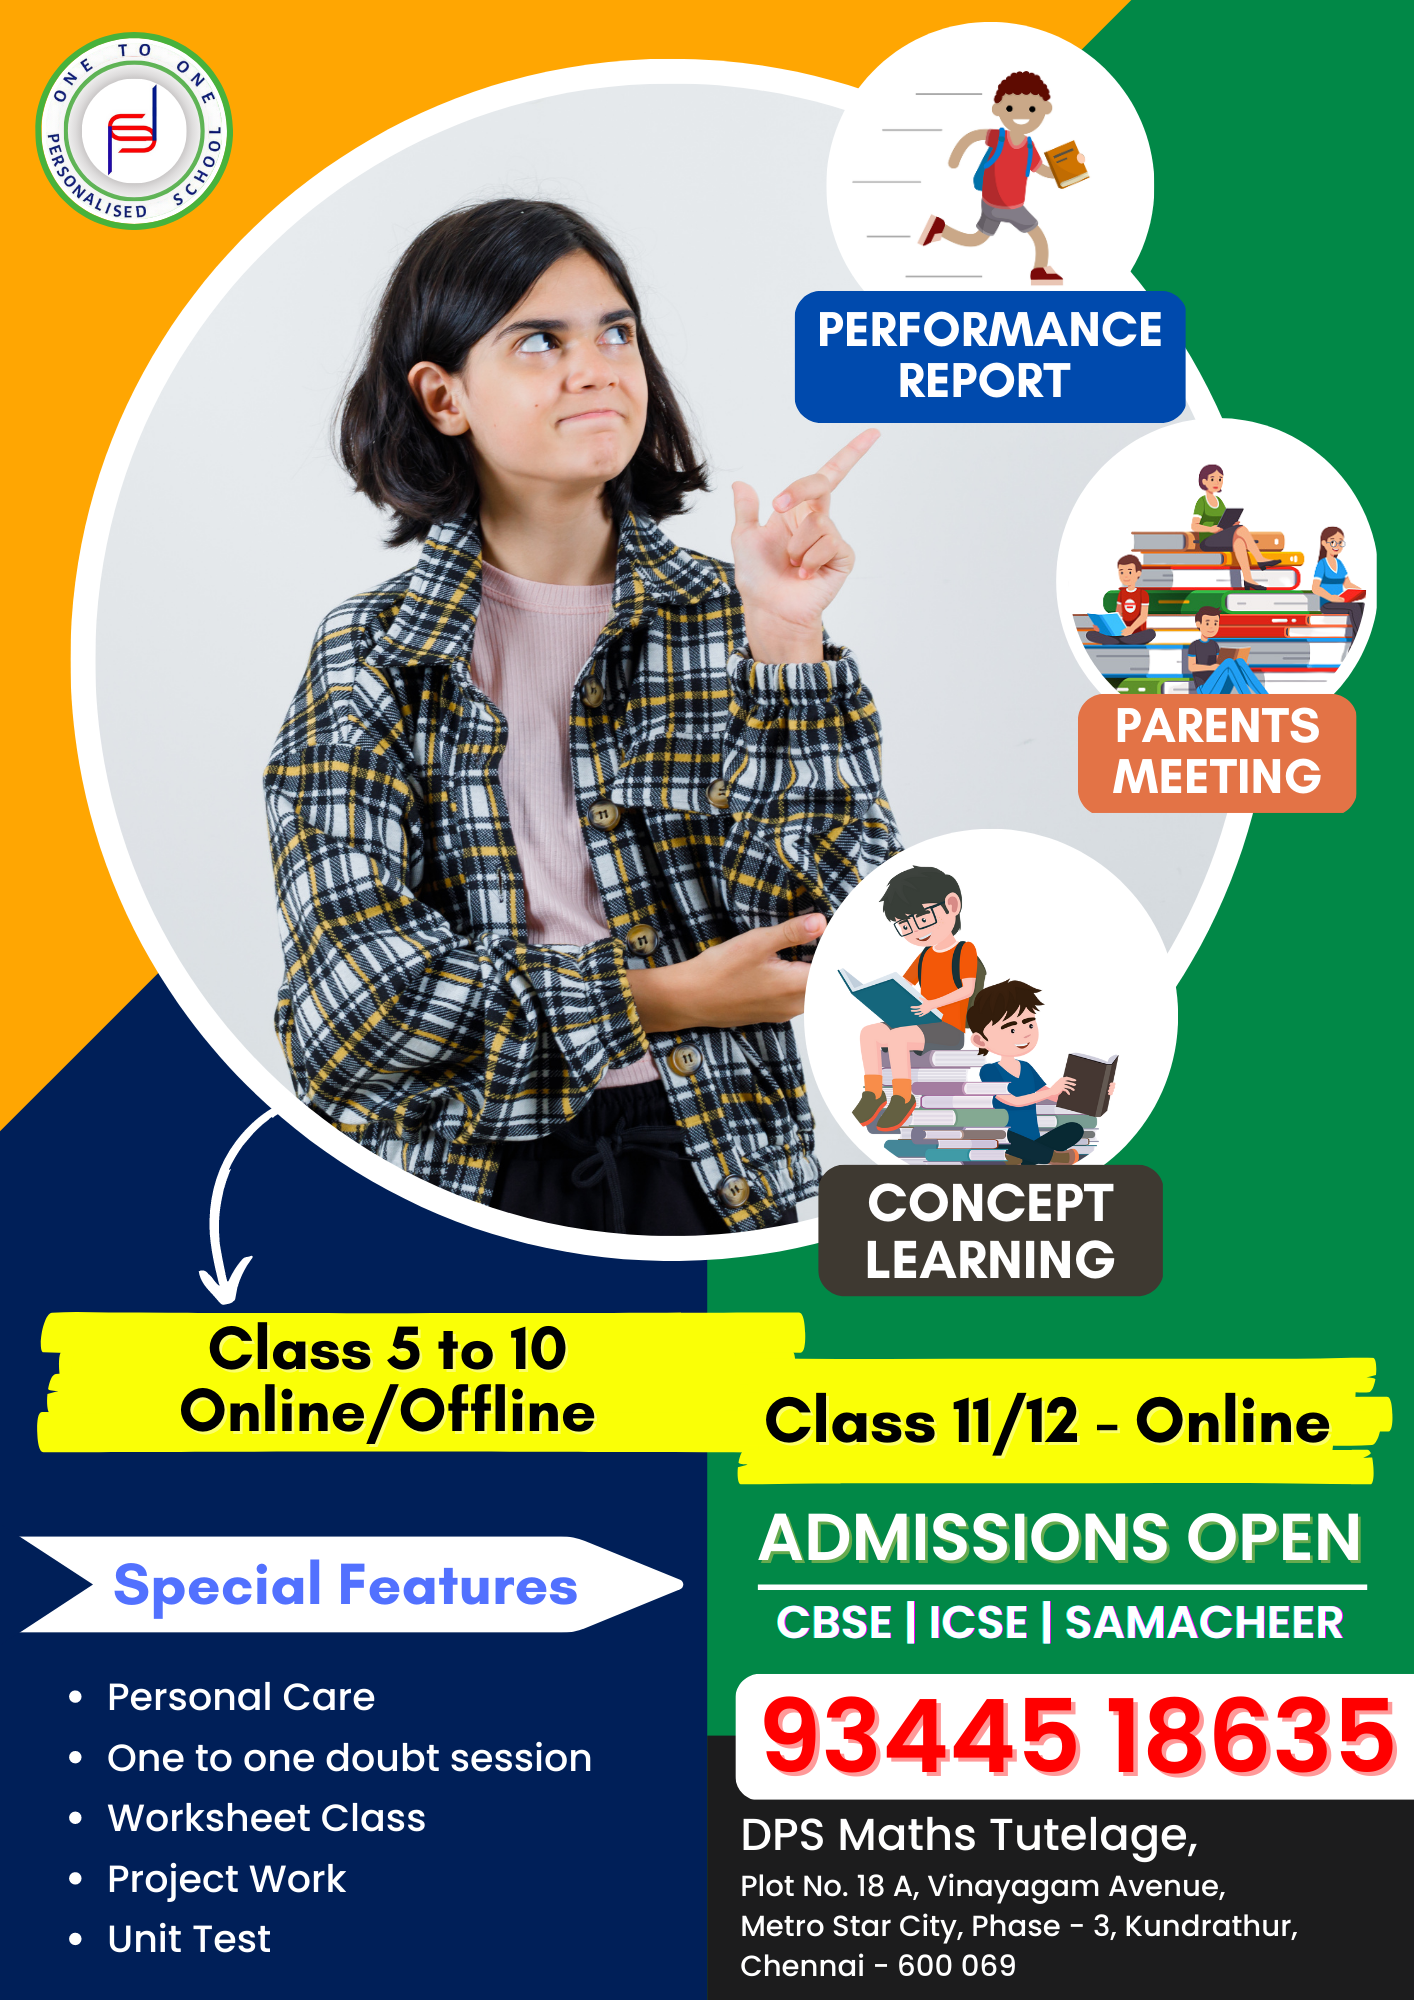 ONE TO ONE
PERSONALISED SCHOOL
PERFORMANCE
REPORT
PARENTS
MEETING
CONCEPT
LEARNING
Class 5 to 10
Online/Offline
Class 11/12 - Online
ADMISSIONS OPEN
CBSE | ICSE | SAMACHEER
93445 18635
Special Features
• Personal Care
• One to one doubt session
• Worksheet Class
• Project Work
• Unit Test
DPS Maths Tutelage,
Plot No. 18 A, Vinayagam Avenue,
Metro Star City, Phase - 3, Kundrathur,
Chennai - 600 069